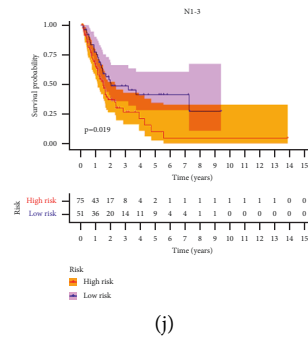 N1-3
1.00
0.75
0.50
0.25
0.00
Survival probability
p=0.019
0 1 2 3 4 5 6 7 8 9 10 11 12 13 14 15
Time (years)
Risk
High risk 75 43 17 8 4 2 1 1 1 1 1 1 1 1 0 0
Low risk 51 36 20 14 11 9 4 4 1 1 0 0 0 0 0 0
0 1 2 3 4 5 6 7 8 9 10 11 12 13 14 15
Time (years)
Risk
High risk
Low risk
(j)